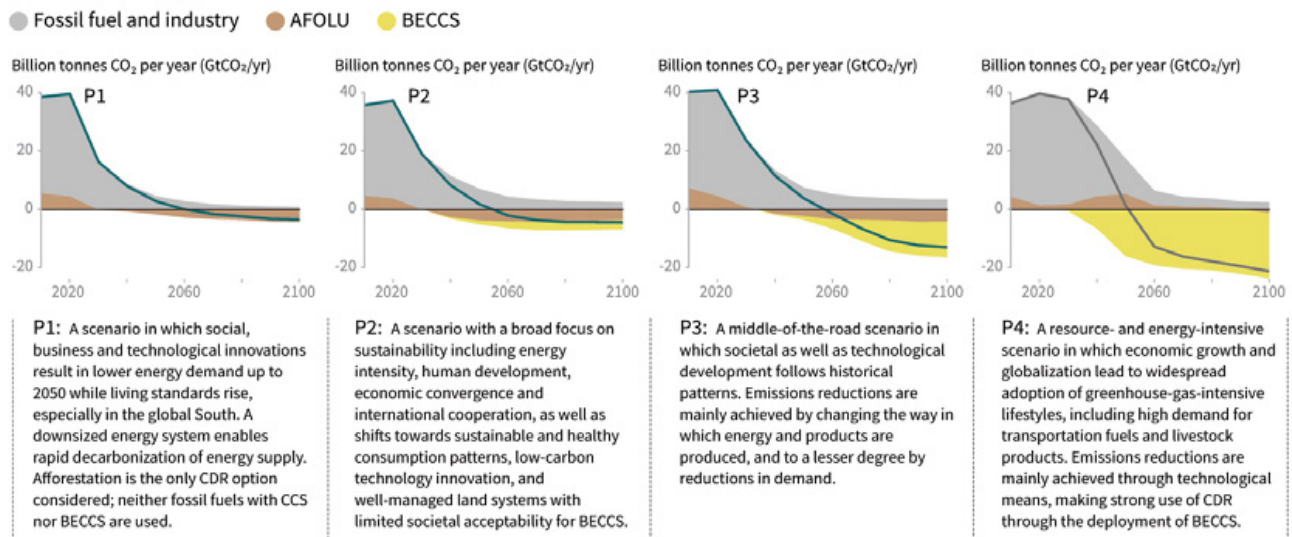 Fossil fuel and industry AFOLU BECCS
Billion tonnes CO₂ per year (GtCO₂/yr)
P1
40
20
0
-20
2020 2060 2100
Billion tonnes CO₂ per year (GtCO₂/yr)
P2
40
20
0
-20
2020 2060 2100
Billion tonnes CO₂ per year (GtCO₂/yr)
P3
40
20
0
-20
2020 2060 2100
Billion tonnes CO₂ per year (GtCO₂/yr)
P4
40
20
0
-20
2020 2060 2100
P1: A scenario in which social,
business and technological innovations
result in lower energy demand up to
2050 while living standards rise,
especially in the global South. A
downsized energy system enables
rapid decarbonization of energy supply.
Afforestation is the only CDR option
considered; neither fossil fuels with CCS
nor BECCS are used.
P2: A scenario with a broad focus on
sustainability including energy
intensity, human development,
economic convergence and
international cooperation, as well as
shifts towards sustainable and healthy
consumption patterns, low-carbon
technology innovation, and
well-managed land systems with
limited societal acceptability for BECCS.
P3: A middle-of-the-road scenario in
which societal as well as technological
development follows historical
patterns. Emissions reductions are
mainly achieved by changing the way in
which energy and products are
produced, and to a lesser degree by
reductions in demand.
P4: A resource- and energy-intensive
scenario in which economic growth and
globalization lead to widespread
adoption of greenhouse-gas-intensive
lifestyles, including high demand for
transportation fuels and livestock
products. Emissions reductions are
mainly achieved through technological
means, making strong use of CDR
through the deployment of BECCS.